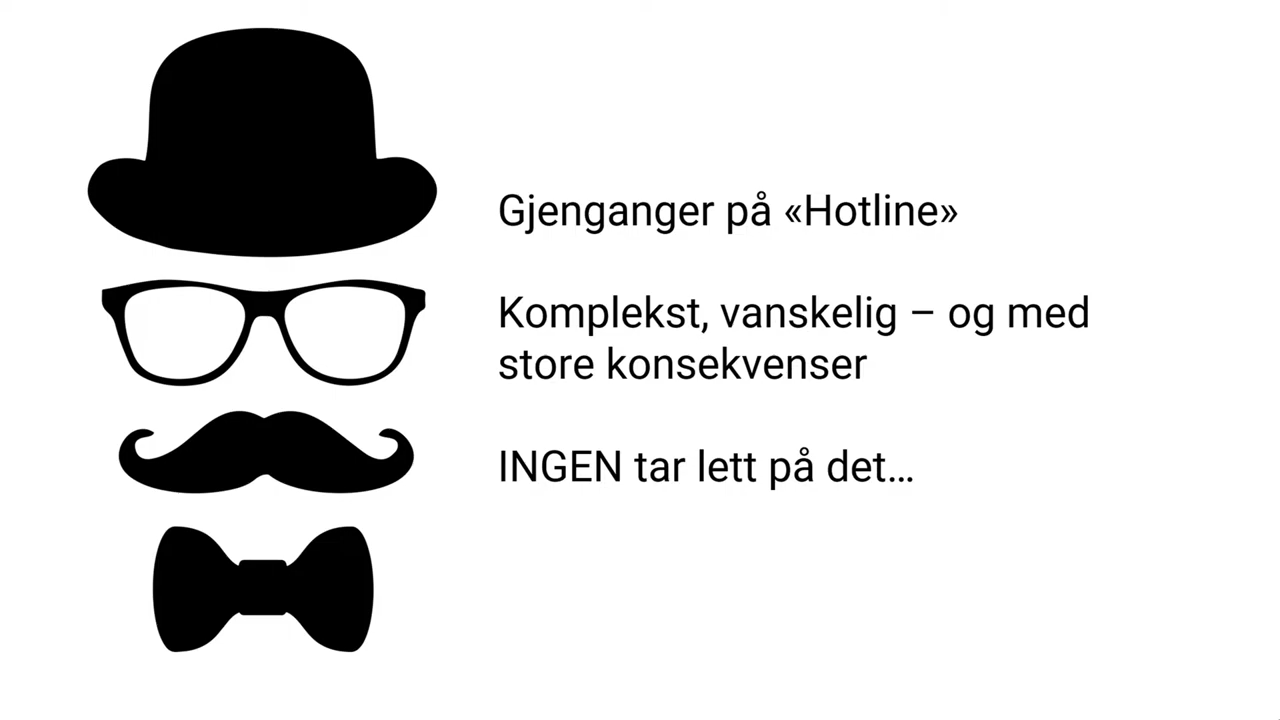 Gjenganger på «Hotline»
Komplekst, vanskelig – og med
store konsekvenser
INGEN tar lett på det…